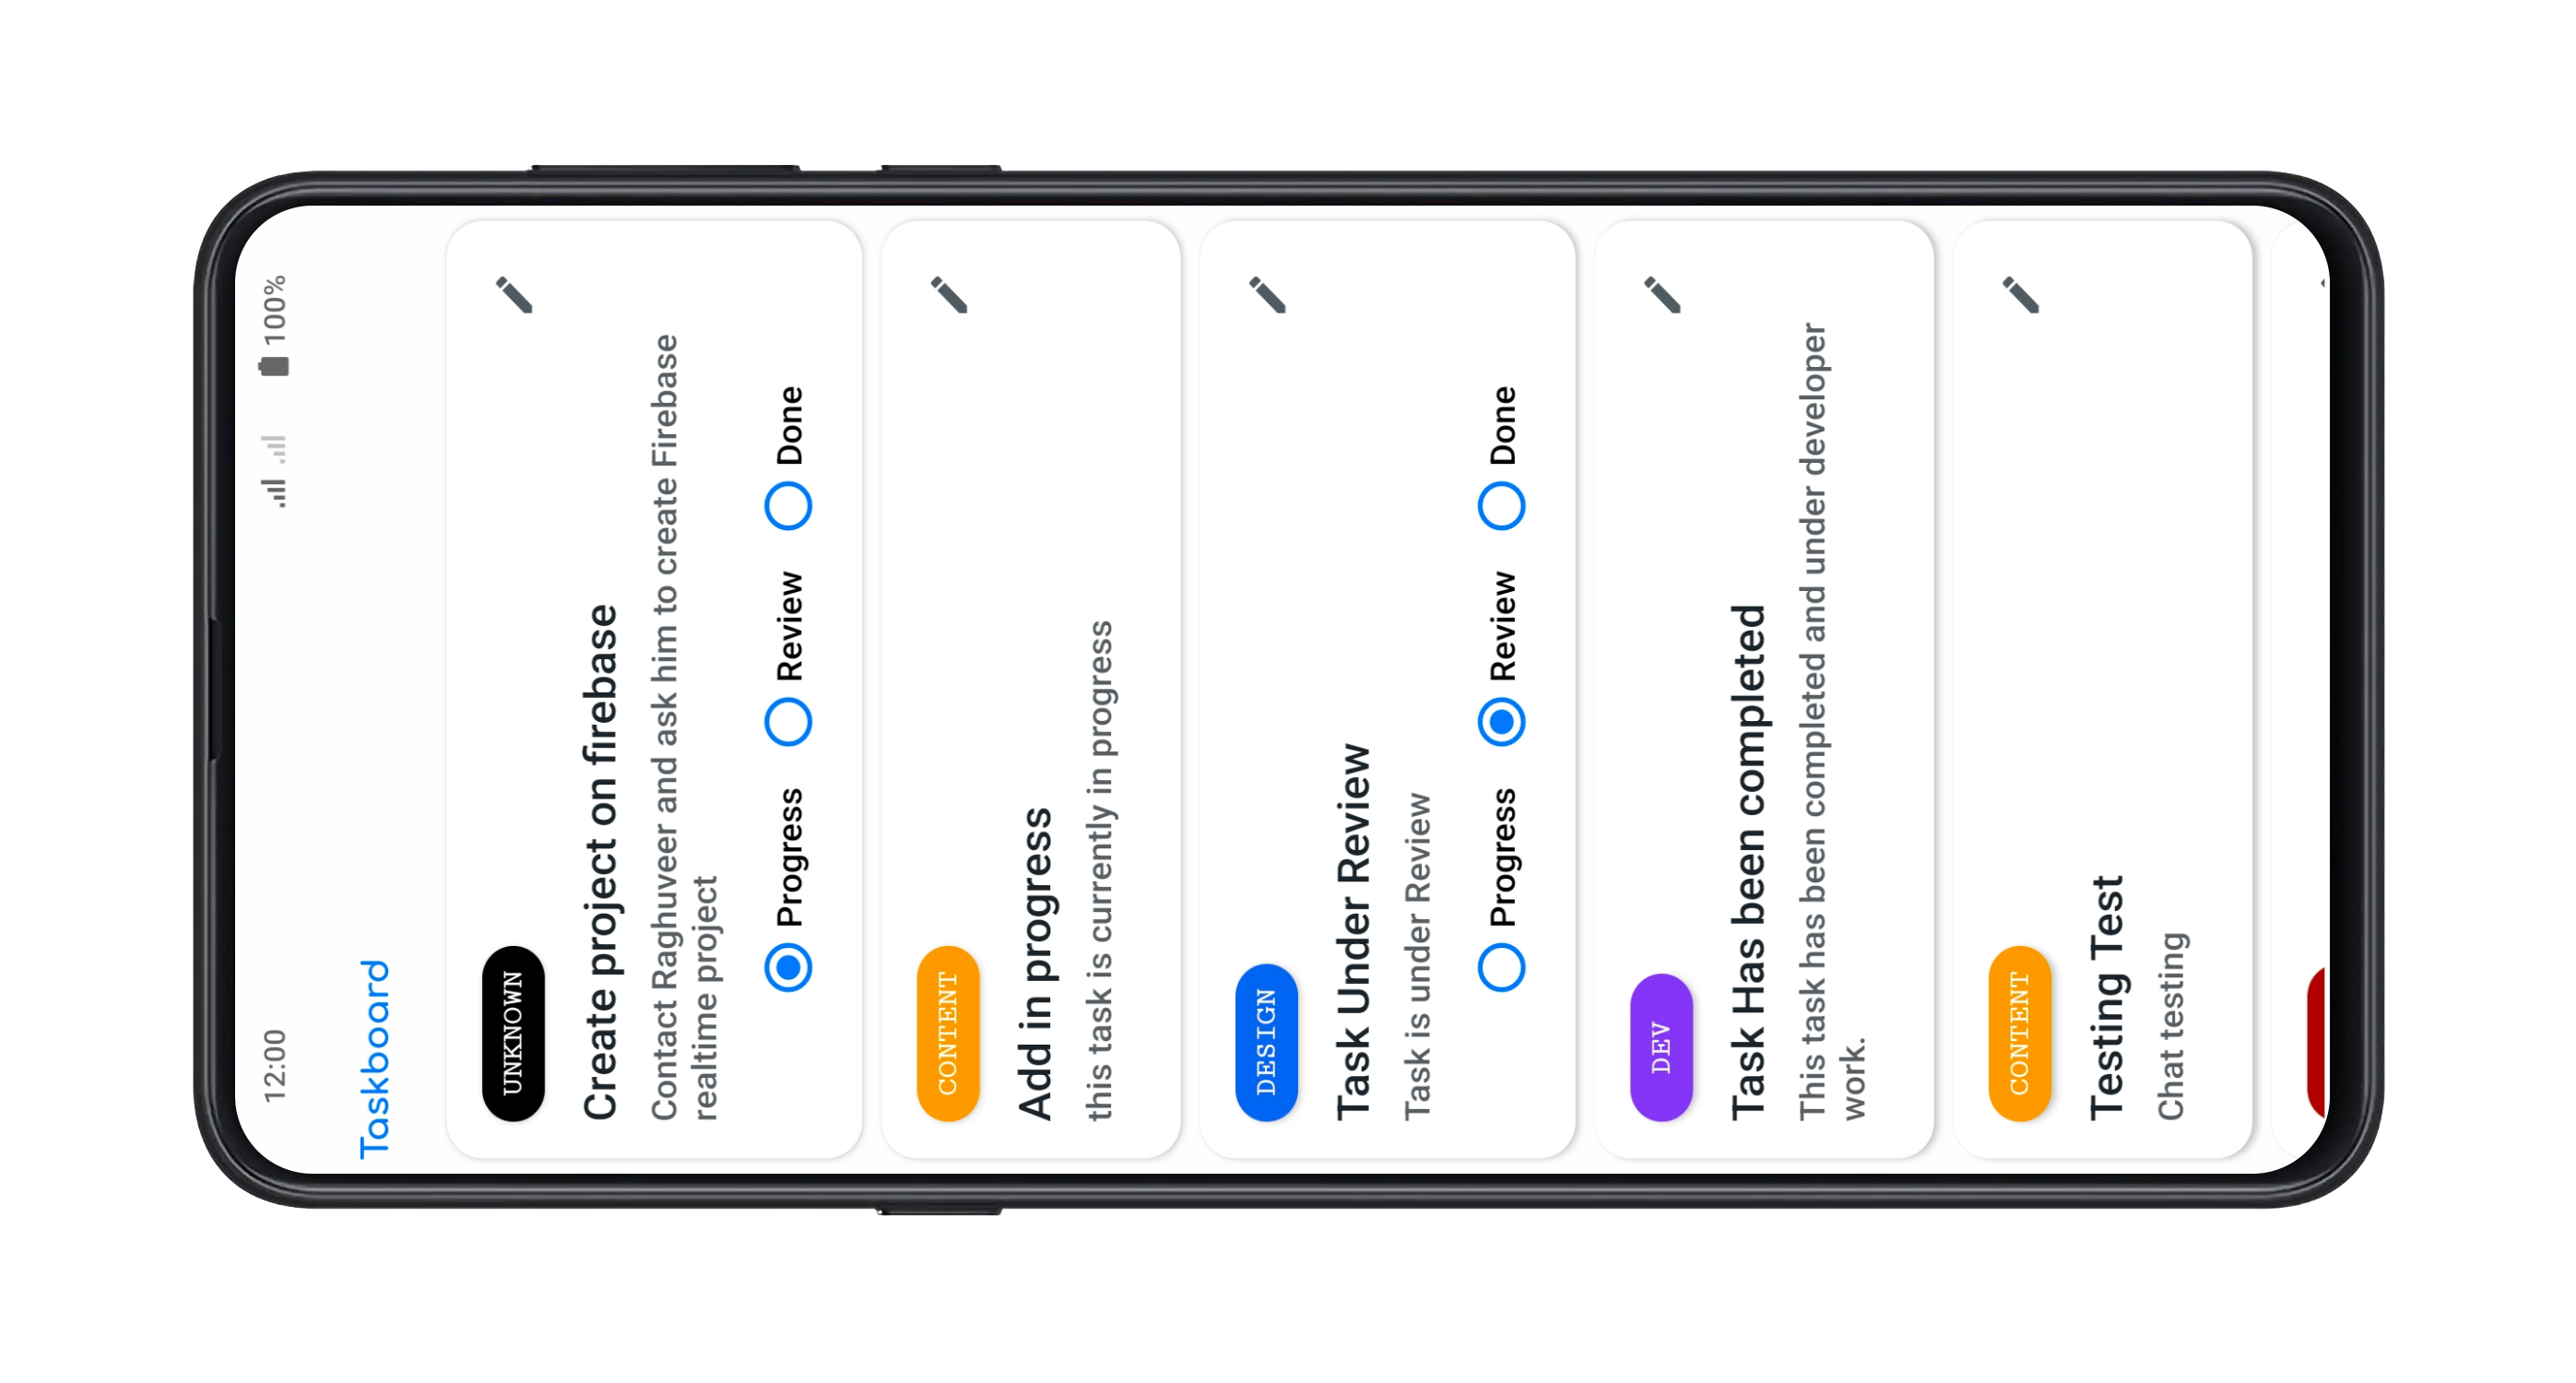 12:00 100%
Taskboard
UNKNOWN
Create project on firebase
Contact Raghuveer and ask him to create Firebase
realtime project
Progress Review Done
CONTENT
Add in progress
this task is currently in progress
DESIGN
Task Under Review
Task is under Review
Progress Review Done
DEV
Task Has been completed
This task has been completed and under developer
work.
CONTENT
Testing Test
Chat testing